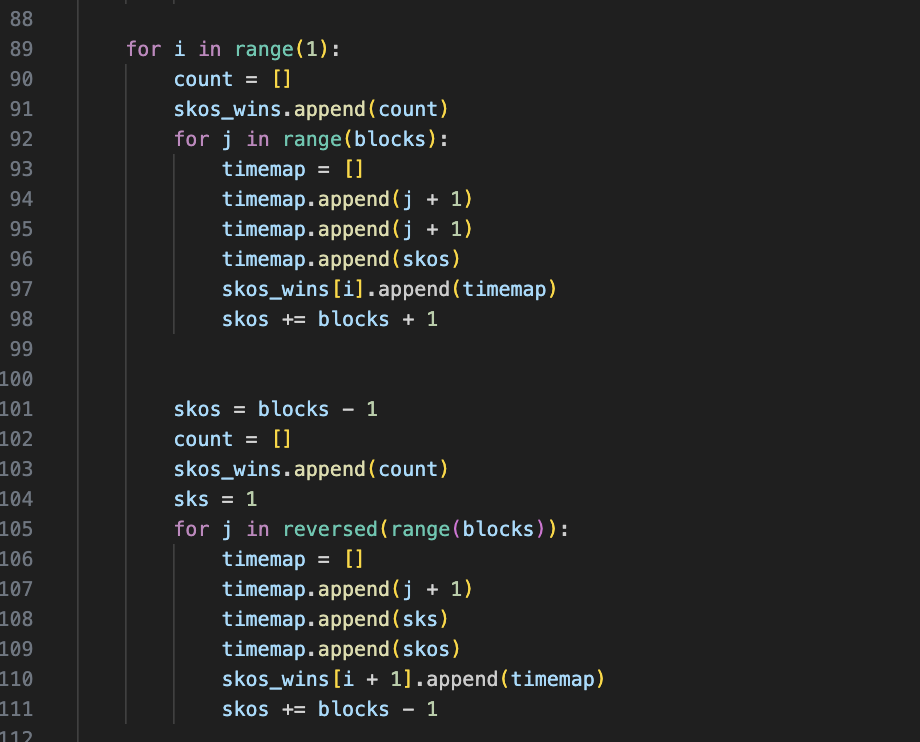 88
89 for i in range(1):
90 count = []
91 skos_wins.append(count)
92 for j in range(blocks):
93 timemap = []
94 timemap.append(j + 1)
95 timemap.append(j + 1)
96 timemap.append(skos)
97 skos_wins[i].append(timemap)
98 skos += blocks + 1
99
100
101 skos = blocks - 1
102 count = []
103 skos_wins.append(count)
104 sks = 1
105 for j in reversed(range(blocks)):
106 timemap = []
107 timemap.append(j + 1)
108 timemap.append(sks)
109 timemap.append(skos)
110 skos_wins[i + 1].append(timemap)
111 skos += blocks - 1
112